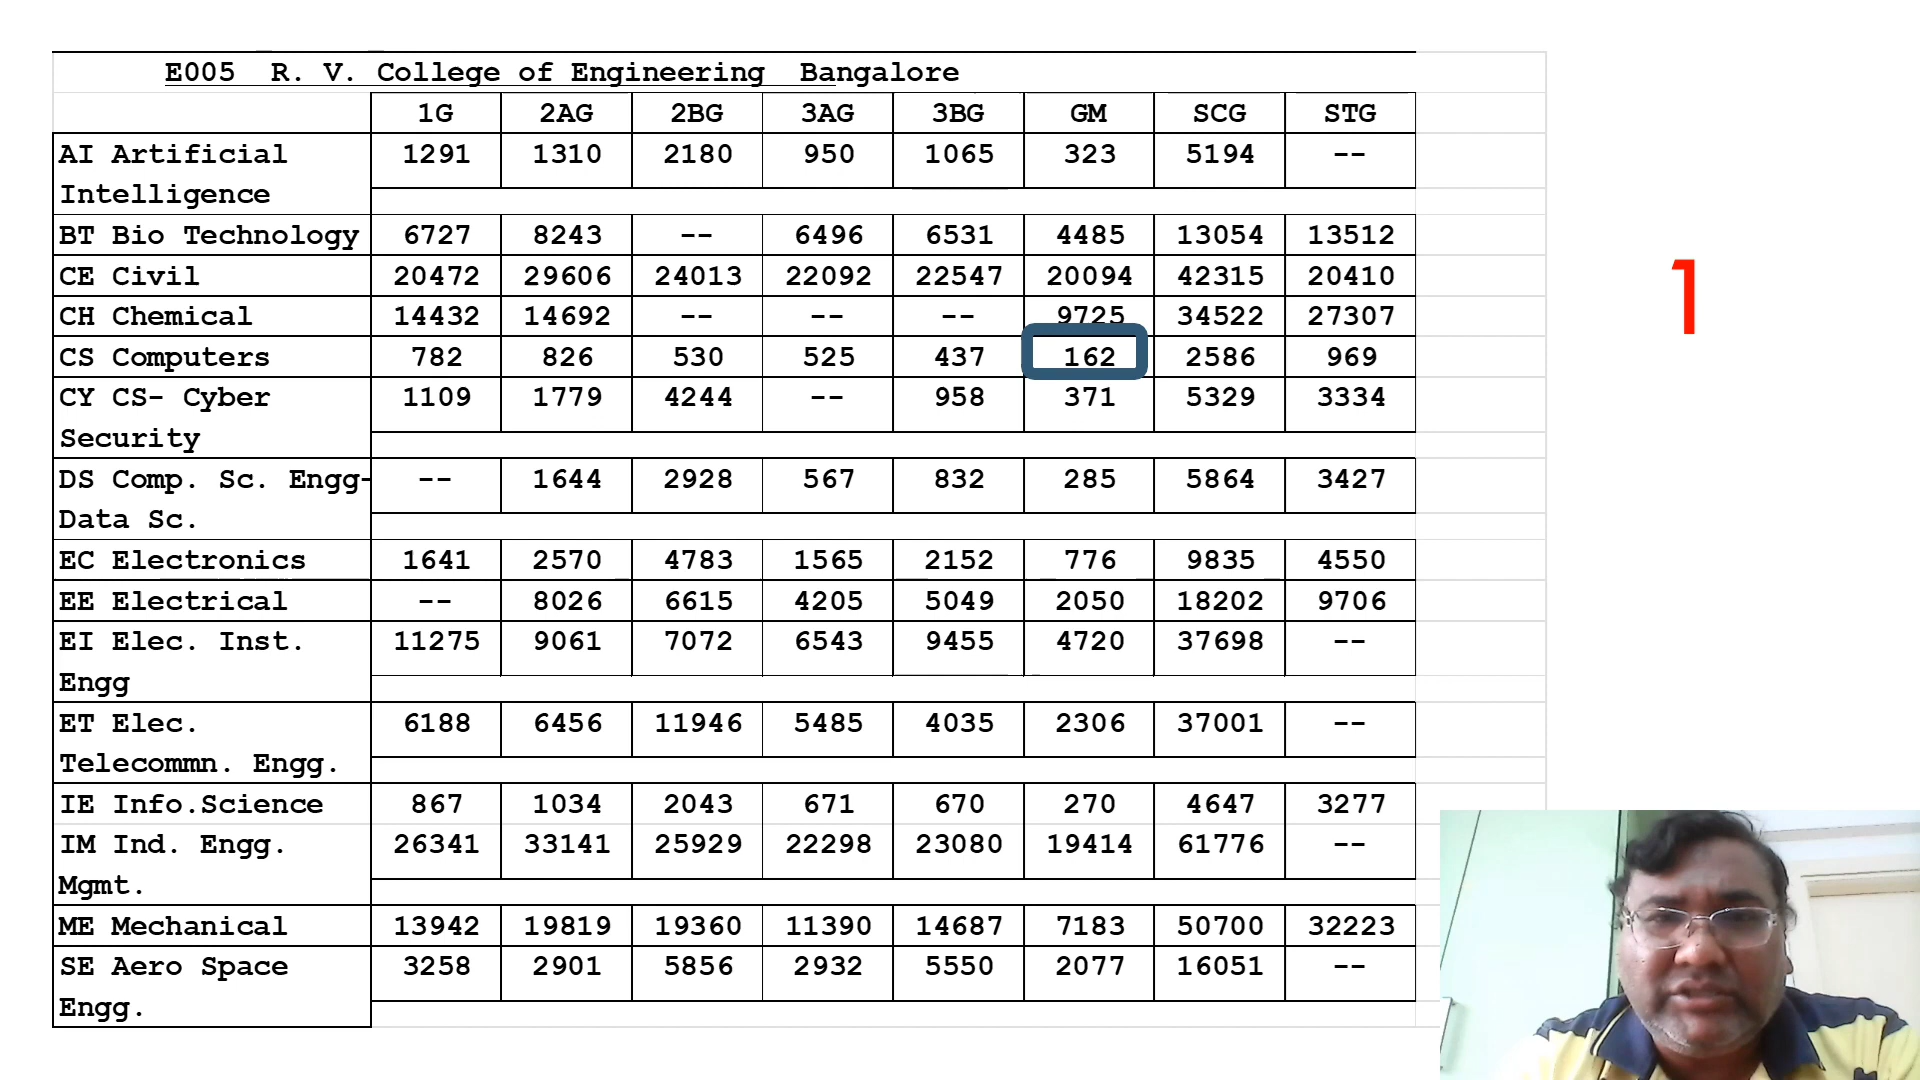 E005 R. V. College of Engineering Bangalore
1G 2AG 2BG 3AG 3BG GM SCG STG
AI Artificial 1291 1310 2180 950 1065 323 5194 --
Intelligence
BT Bio Technology 6727 8243 -- 6496 6531 4485 13054 13512
CE Civil 20472 29606 24013 22092 22547 20094 42315 20410
CH Chemical 14432 14692 -- -- -- 9725 34522 27307
CS Computers 782 826 530 525 437 162 2586 969
CY CS- Cyber 1109 1779 4244 -- 958 371 5329 3334
Security
DS Comp. Sc. Engg- -- 1644 2928 567 832 285 5864 3427
Data Sc.
EC Electronics 1641 2570 4783 1565 2152 776 9835 4550
EE Electrical -- 8026 6615 4205 5049 2050 18202 9706
EI Elec. Inst. 11275 9061 7072 6543 9455 4720 37698 --
Engg
ET Elec. 6188 6456 11946 5485 4035 2306 37001 --
Telecommn. Engg.
IE Info.Science 867 1034 2043 671 670 270 4647 3277
IM Ind. Engg. 26341 33141 25929 22298 23080 19414 61776 --
Mgmt.
ME Mechanical 13942 19819 19360 11390 14687 7183 50700 32223
SE Aero Space 3258 2901 5856 2932 5550 2077 16051 --
Engg.
1